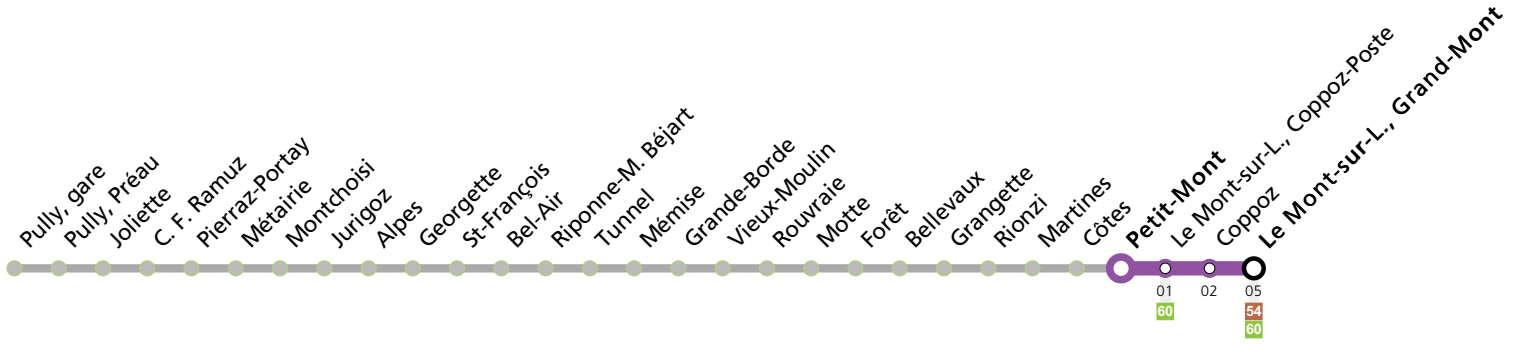 Pully, gare
Pully, Préau
Joliette
C. F. Ramuz
Pierraz-Portay
Métairie
Montchoisi
Jurigoz
Alpes
Georgette
St-François
Bel-Air
Riponne-M. Béjart
Tunnel
Mémise
Grande-Borde
Vieux-Moulin
Rouvraie
Motte
Forêt
Bellevaux
Grangette
Rionzi
Martines
Côtes
Petit-Mont
Le Mont-sur-L., Coppoz-Poste
Coppoz
Le Mont-sur-L., Grand-Mont
01 02 05
60 54
60